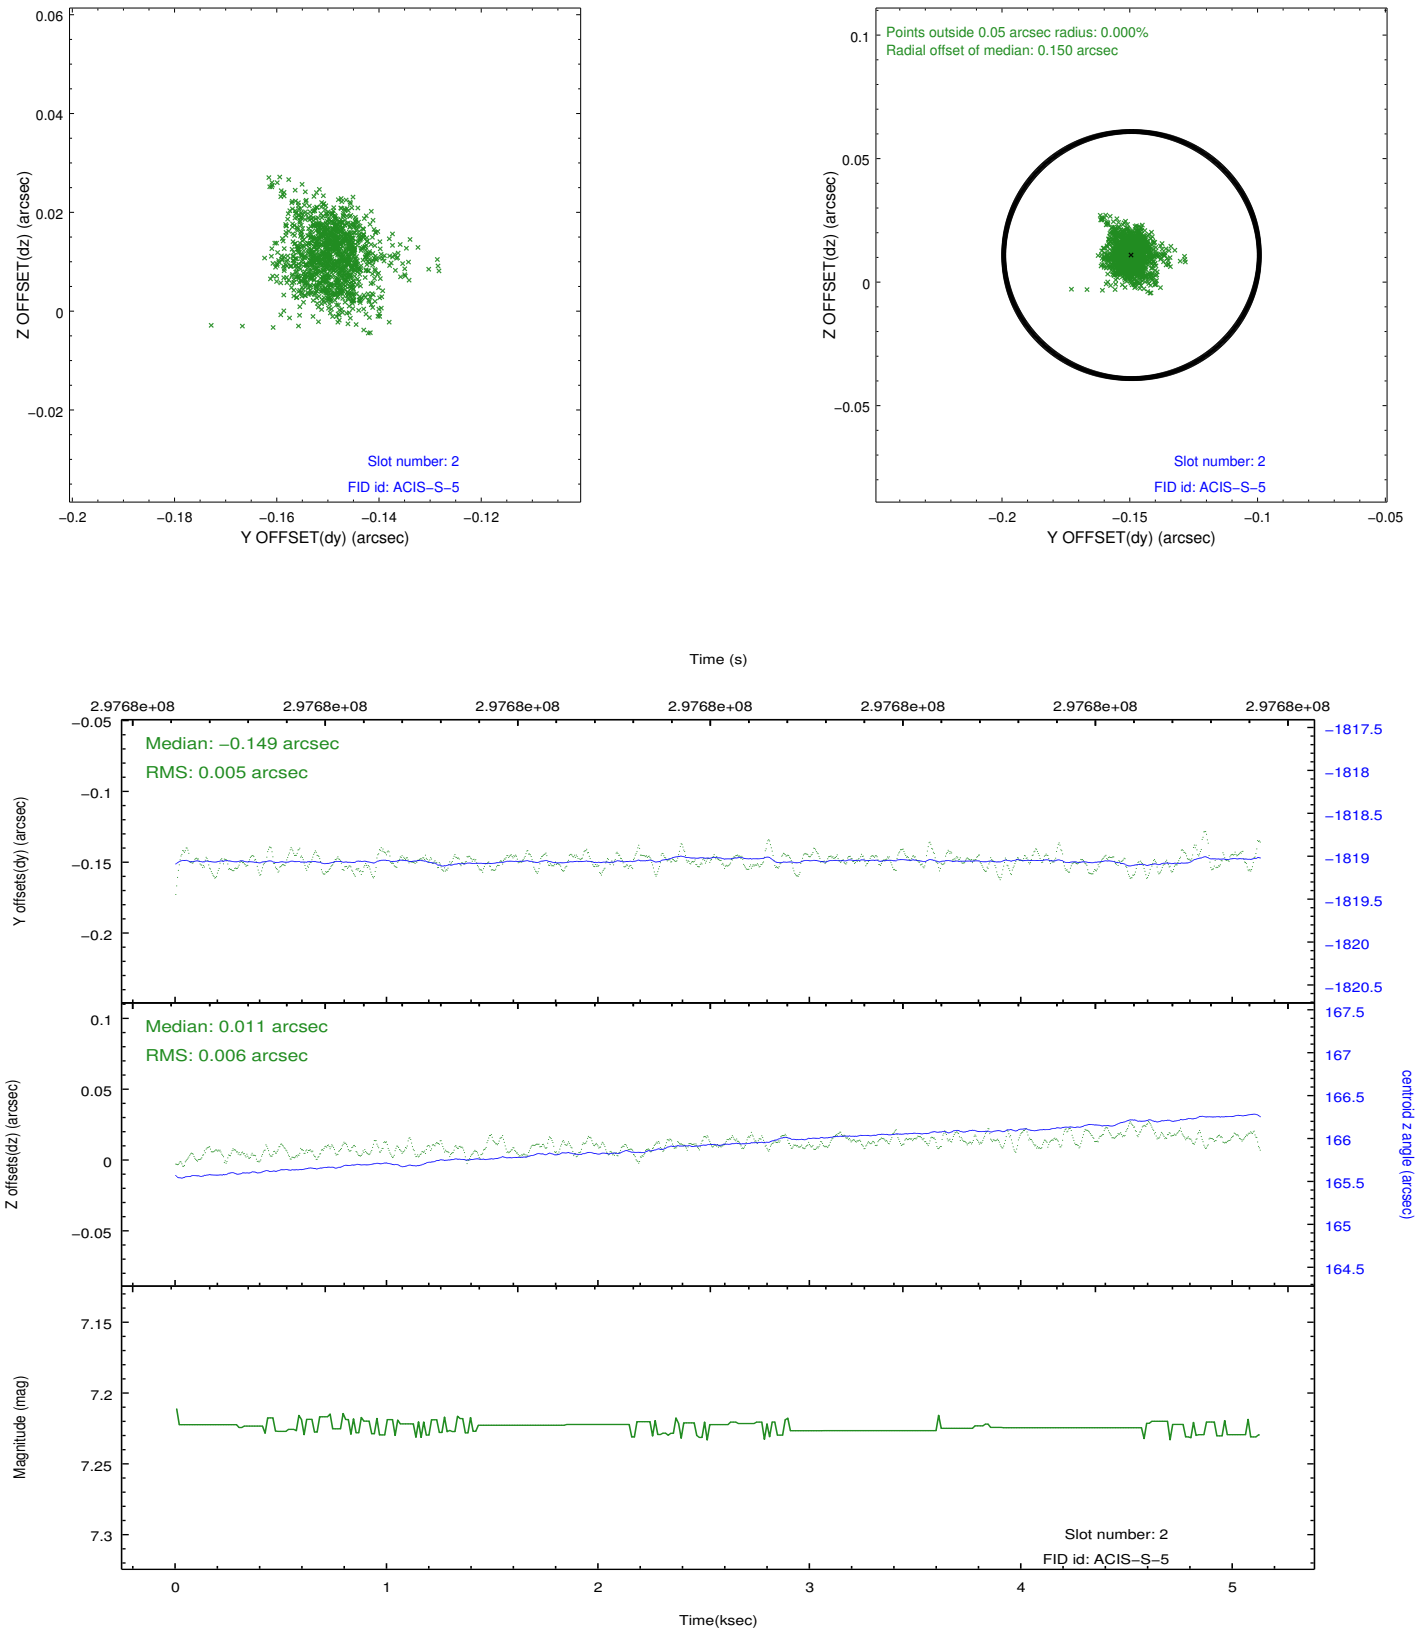 0.06
0.04
0.02
0
−0.02
Z OFFSET(dz) (arcsec)
Slot number: 2
FID id: ACIS−S−5
−0.2 −0.18 −0.16 −0.14 −0.12
Y OFFSET(dy) (arcsec)
Points outside 0.05 arcsec radius: 0.000%
Radial offset of median: 0.150 arcsec
0.1
0.05
0
−0.05
Z OFFSET(dz) (arcsec)
Slot number: 2
FID id: ACIS−S−5
−0.2 −0.15 −0.1 −0.05
Y OFFSET(dy) (arcsec)
Time (s)
2.9768e+08 2.9768e+08 2.9768e+08 2.9768e+08 2.9768e+08 2.9768e+08 2.9768e+08
Median: −0.149 arcsec
RMS: 0.005 arcsec
−0.05
−0.1
−0.15
−0.2
Y offsets(dy) (arcsec)
−1817.5
−1818
−1818.5
−1819
−1819.5
−1820
−1820.5
Median: 0.011 arcsec
RMS: 0.006 arcsec
0.1
0.05
0
−0.05
Z offsets(dz) (arcsec)
167.5
167
166.5
166
165.5
165
164.5
centroid z angle (arcsec)
7.15
7.2
7.25
7.3
Magnitude (mag)
Slot number: 2
FID id: ACIS−S−5
0 1 2 3 4 5
Time(ksec)